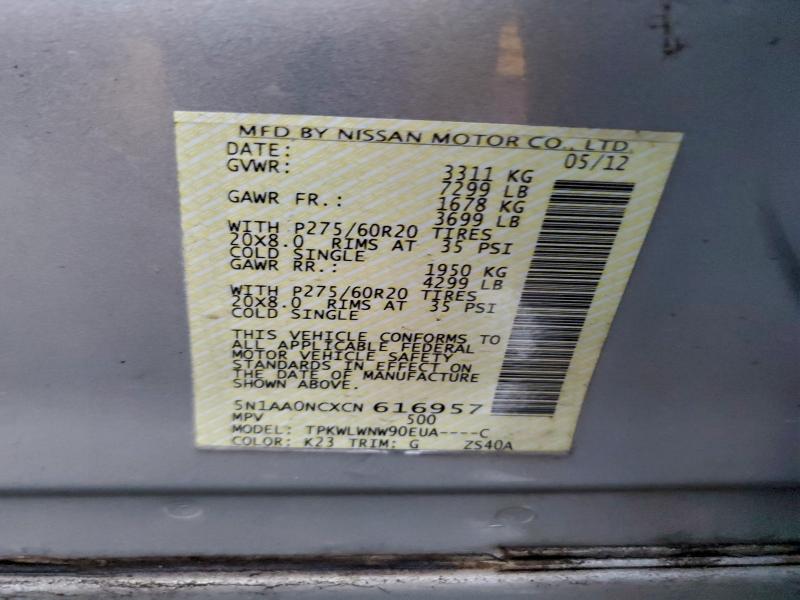 MFD BY NISSAN MOTOR CO., LTD.
DATE: 05/12
GVWR: 3311 KG
7299 LB
GAWR FR.: 1678 KG
3699 LB
WITH P275/60R20 TIRES
20X8.0 RIMS AT 35 PSI
COLD SINGLE
GAWR RR.: 1950 KG
4299 LB
WITH P275/60R20 TIRES
20X8.0 RIMS AT 35 PSI
COLD SINGLE
THIS VEHICLE CONFORMS TO
ALL APPLICABLE FEDERAL
MOTOR VEHICLE SAFETY
STANDARDS IN EFFECT ON
THE DATE OF MANUFACTURE
SHOWN ABOVE.
5N1AA0NCXCN 616957
MPV 500
MODEL: TPKWLWNW90EUA----C
COLOR: K23 TRIM: G ZS40A